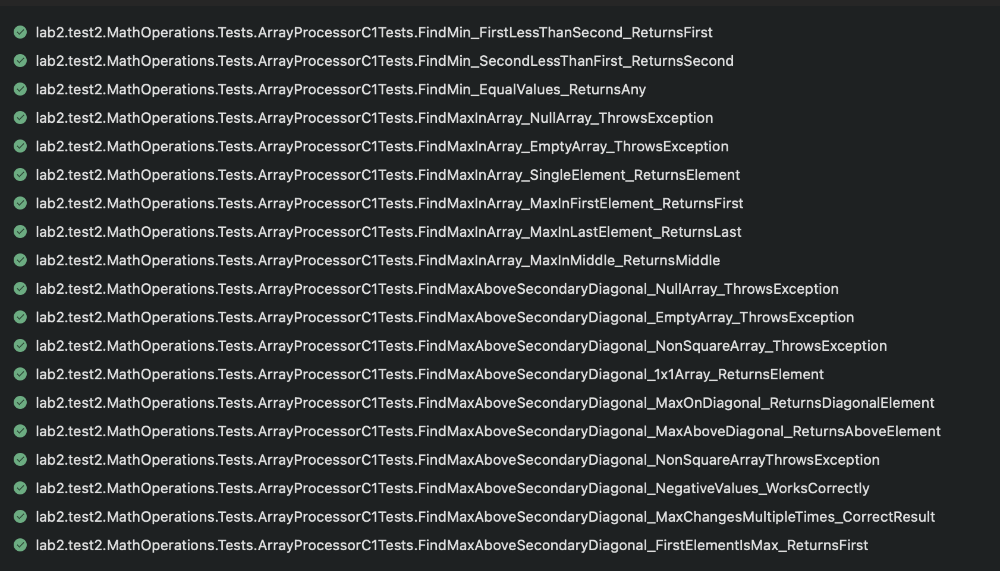 lab2.test2.MathOperations.Tests.ArrayProcessorC1Tests.FindMin_FirstLessThanSecond_ReturnsFirst
lab2.test2.MathOperations.Tests.ArrayProcessorC1Tests.FindMin_SecondLessThanFirst_ReturnsSecond
lab2.test2.MathOperations.Tests.ArrayProcessorC1Tests.FindMin_EqualValues_ReturnsAny
lab2.test2.MathOperations.Tests.ArrayProcessorC1Tests.FindMaxInArray_NullArray_ThrowsException
lab2.test2.MathOperations.Tests.ArrayProcessorC1Tests.FindMaxInArray_EmptyArray_ThrowsException
lab2.test2.MathOperations.Tests.ArrayProcessorC1Tests.FindMaxInArray_SingleElement_ReturnsElement
lab2.test2.MathOperations.Tests.ArrayProcessorC1Tests.FindMaxInArray_MaxInFirstElement_ReturnsFirst
lab2.test2.MathOperations.Tests.ArrayProcessorC1Tests.FindMaxInArray_MaxInLastElement_ReturnsLast
lab2.test2.MathOperations.Tests.ArrayProcessorC1Tests.FindMaxInArray_MaxInMiddle_ReturnsMiddle
lab2.test2.MathOperations.Tests.ArrayProcessorC1Tests.FindMaxAboveSecondaryDiagonal_NullArray_ThrowsException
lab2.test2.MathOperations.Tests.ArrayProcessorC1Tests.FindMaxAboveSecondaryDiagonal_EmptyArray_ThrowsException
lab2.test2.MathOperations.Tests.ArrayProcessorC1Tests.FindMaxAboveSecondaryDiagonal_NonSquareArray_ThrowsException
lab2.test2.MathOperations.Tests.ArrayProcessorC1Tests.FindMaxAboveSecondaryDiagonal_1x1Array_ReturnsElement
lab2.test2.MathOperations.Tests.ArrayProcessorC1Tests.FindMaxAboveSecondaryDiagonal_MaxOnDiagonal_ReturnsDiagonalElement
lab2.test2.MathOperations.Tests.ArrayProcessorC1Tests.FindMaxAboveSecondaryDiagonal_MaxAboveDiagonal_ReturnsAboveElement
lab2.test2.MathOperations.Tests.ArrayProcessorC1Tests.FindMaxAboveSecondaryDiagonal_NonSquareArrayThrowsException
lab2.test2.MathOperations.Tests.ArrayProcessorC1Tests.FindMaxAboveSecondaryDiagonal_NegativeValues_WorksCorrectly
lab2.test2.MathOperations.Tests.ArrayProcessorC1Tests.FindMaxAboveSecondaryDiagonal_MaxChangesMultipleTimes_CorrectResult
lab2.test2.MathOperations.Tests.ArrayProcessorC1Tests.FindMaxAboveSecondaryDiagonal_FirstElementIsMax_ReturnsFirst